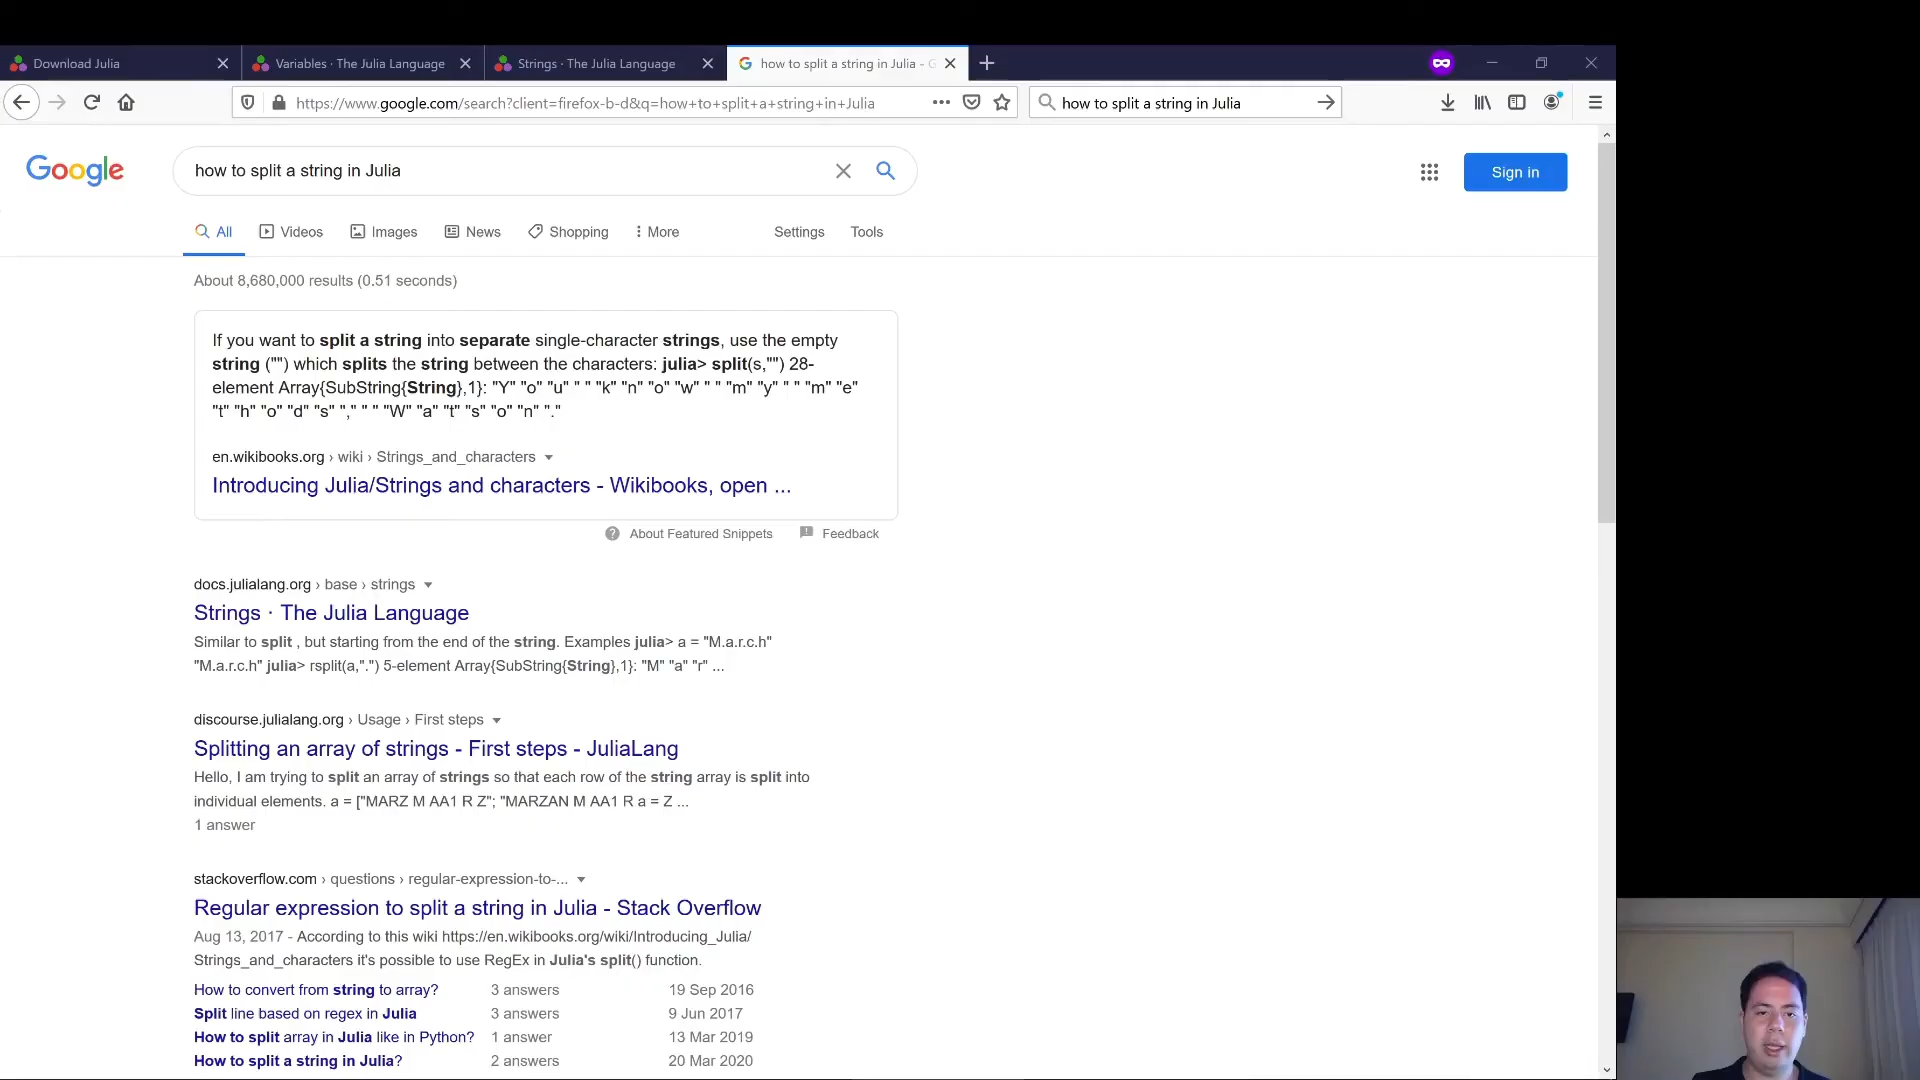 Download Julia
Variables · The Julia Language
Strings · The Julia Language
how to split a string in Julia - G
https://www.google.com/search?client=firefox-b-d&q=how+to+split+a+string+in+Julia
how to split a string in Julia
Google
how to split a string in Julia
Sign in
All
Videos
Images
News
Shopping
More
Settings
Tools
About 8,680,000 results (0.51 seconds)
If you want to split a string into separate single-character strings, use the empty
string ("") which splits the string between the characters: julia> split(s,"") 28-
element Array{SubString{String},1}: "Y" "o" "u" " " "k" "n" "o" "w" " " "m" "y" " " "m" "e"
"t" "h" "o" "d" "s" "," " " "W" "a" "t" "s" "o" "n" "."
en.wikibooks.org › wiki › Strings_and_characters
Introducing Julia/Strings and characters - Wikibooks, open ...
About Featured Snippets
Feedback
docs.julialang.org › base › strings
Strings · The Julia Language
Similar to split , but starting from the end of the string. Examples julia> a = "M.a.r.c.h"
"M.a.r.c.h" julia> rsplit(a,".") 5-element Array{SubString{String},1}: "M" "a" "r" ...
discourse.julialang.org › Usage › First steps
Splitting an array of strings - First steps - JuliaLang
Hello, I am trying to split an array of strings so that each row of the string array is split into
individual elements. a = ["MARZ M AA1 R Z"; "MARZAN M AA1 R a = Z ...
1 answer
stackoverflow.com › questions › regular-expression-to-...
Regular expression to split a string in Julia - Stack Overflow
Aug 13, 2017 - According to this wiki https://en.wikibooks.org/wiki/Introducing_Julia/
Strings_and_characters it's possible to use RegEx in Julia's split() function.
How to convert from string to array? 3 answers 19 Sep 2016
Split line based on regex in Julia 3 answers 9 Jun 2017
How to split array in Julia like in Python? 1 answer 13 Mar 2019
How to split a string in Julia? 2 answers 20 Mar 2020